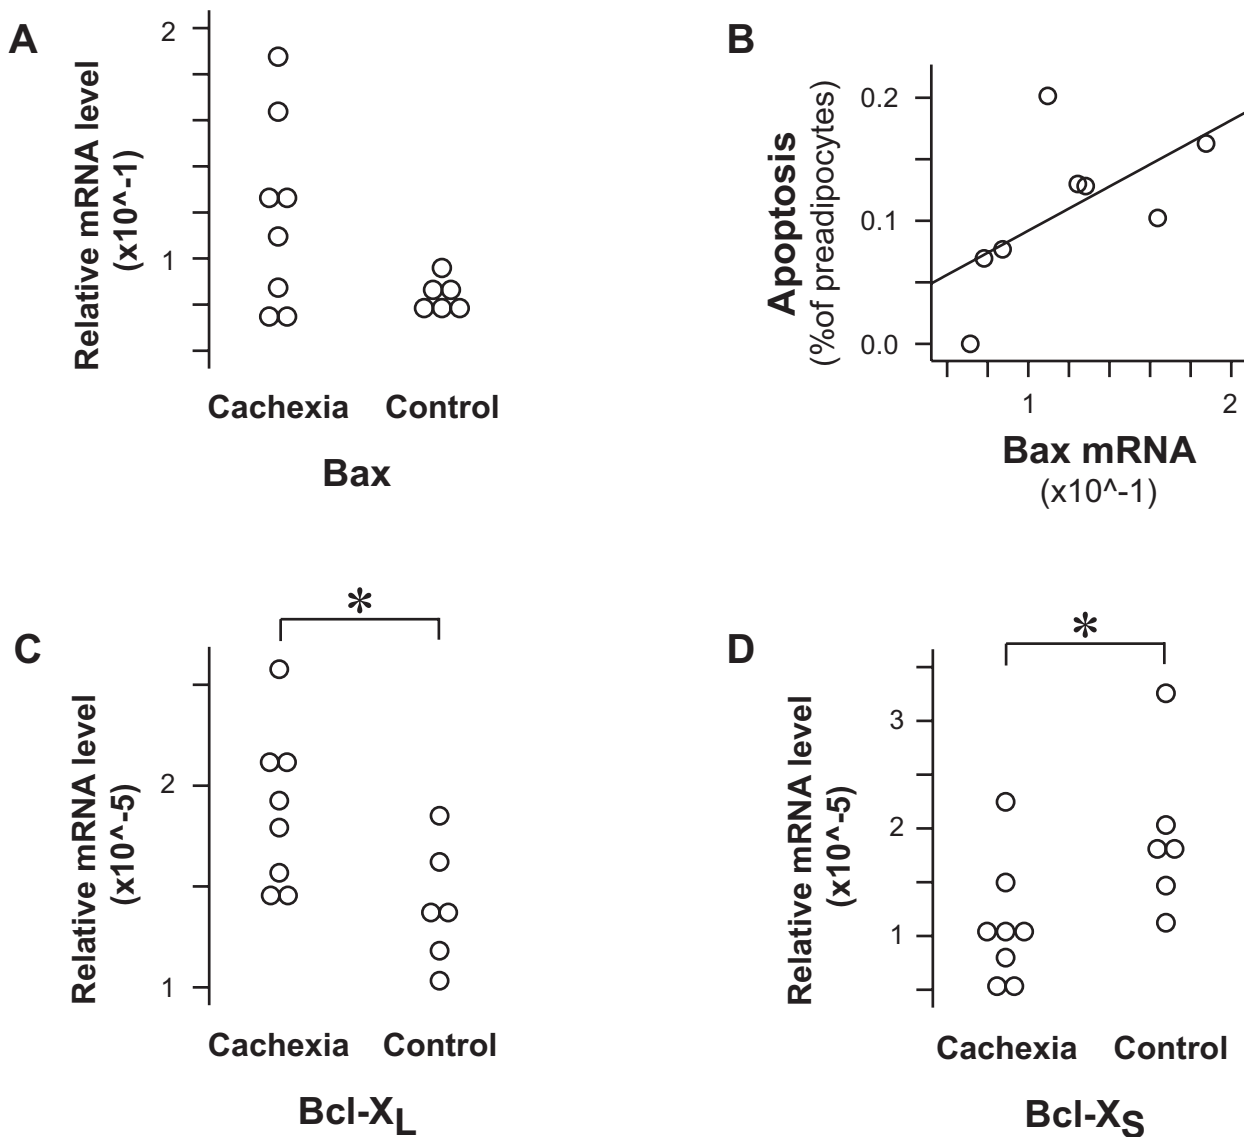 A
Relative mRNA level
(x10^-1)
2
1
Cachexia
Control
Bax
B
Apoptosis
(%of preadipocytes)
0.2
0.1
0.0
1
2
Bax mRNA
(x10^-1)
C
*
Relative mRNA level
(x10^-5)
2
1
Cachexia
Control
Bcl-XL
D
*
Relative mRNA level
(x10^-5)
3
2
1
Cachexia
Control
Bcl-XS